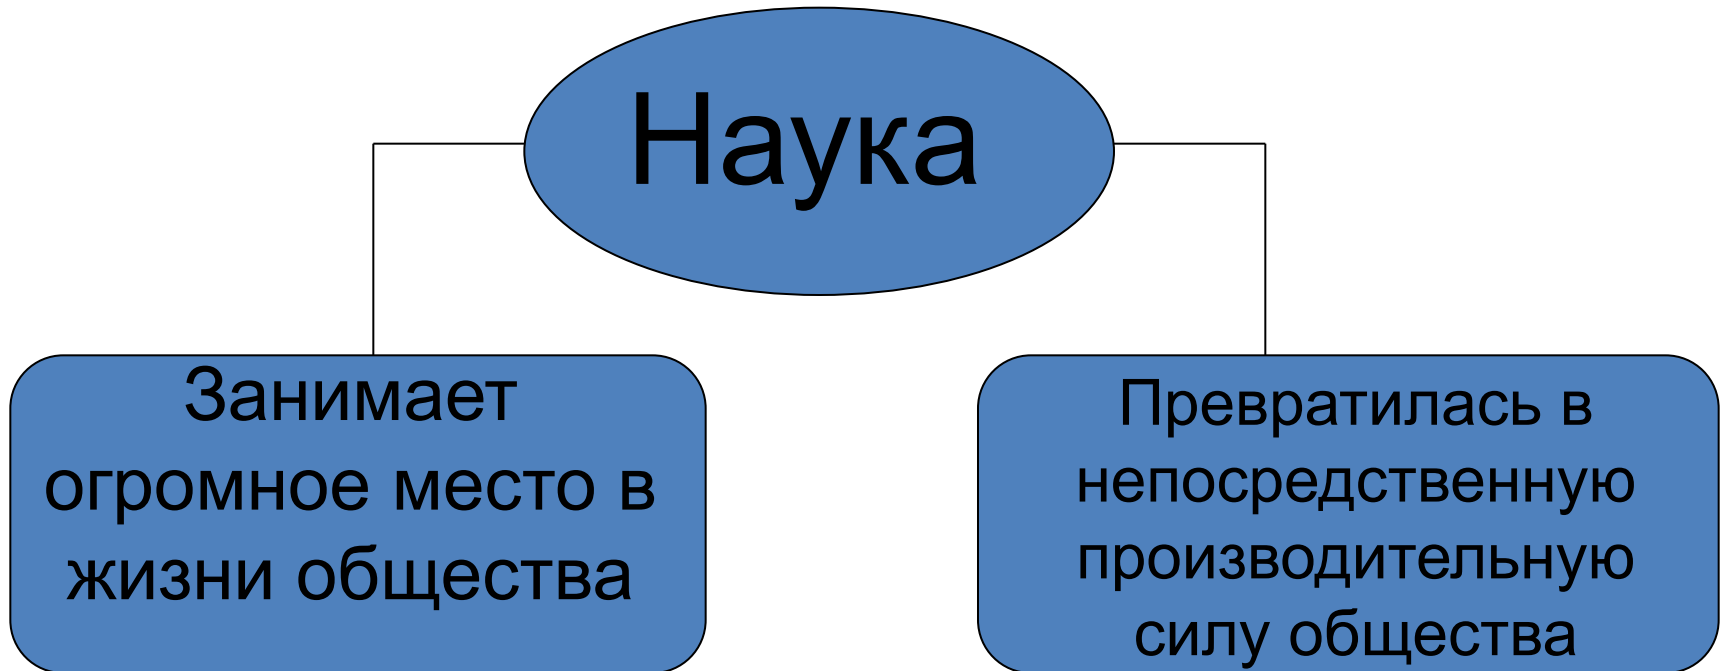 Наука
Занимает
огромное место в
жизни общества
Превратилась в
непосредственную
производительную
силу общества